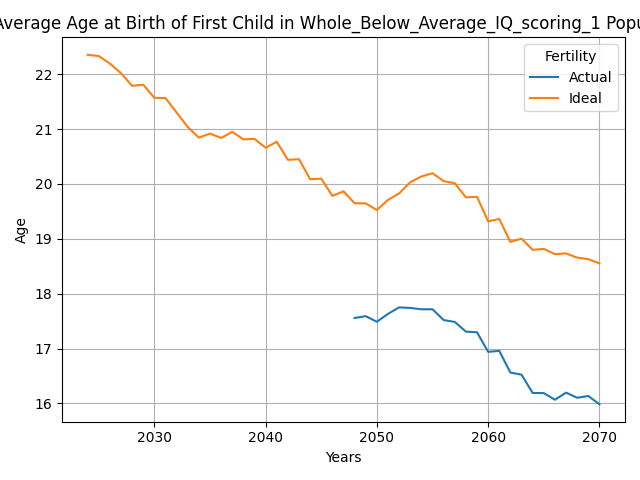 Average Age at Birth of First Child in Whole_Below_Average_IQ_scoring_1 Popu
Fertility
Actual
Ideal
22
21
20
19
18
17
16
Age
2030 2040 2050 2060 2070
Years